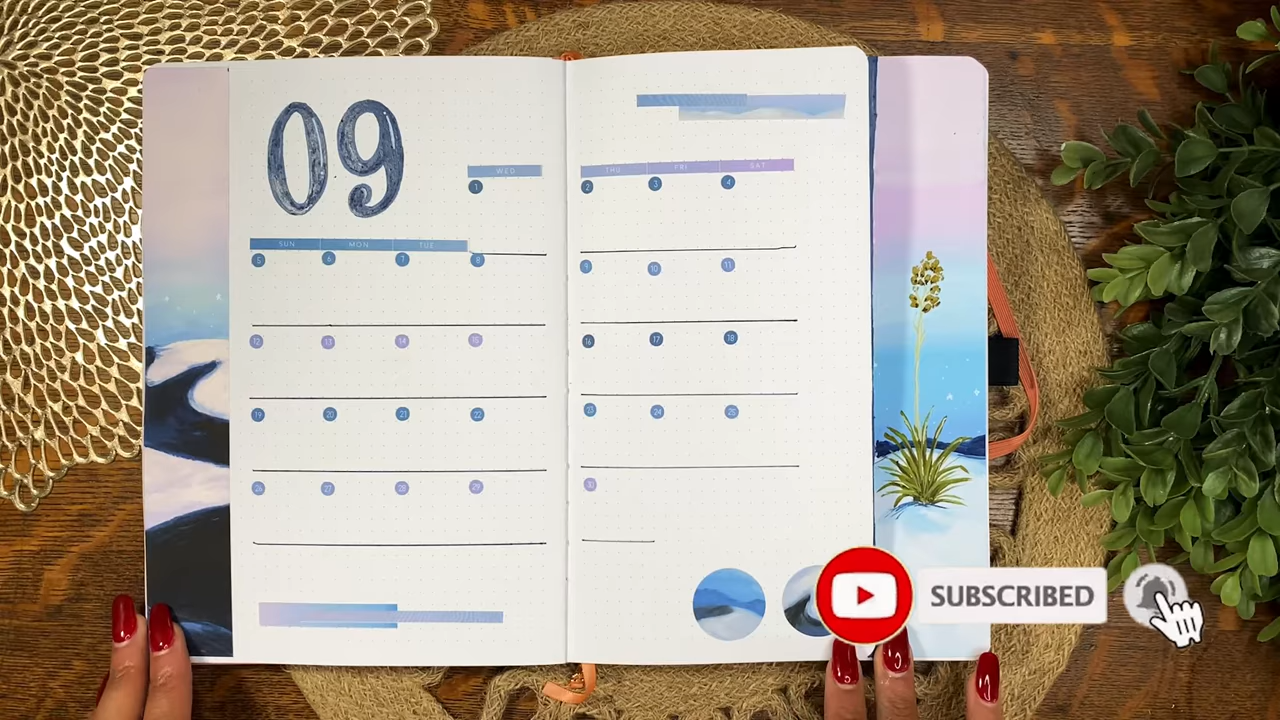 09
WED
1
SUN MON TUE
5 6 7 8
12 13 14 15
19 20 21 22
26 27 28 29
THU FRI SAT
2 3 4
9 10 11
16 17 18
23 24 25
30
SUBSCRIBED